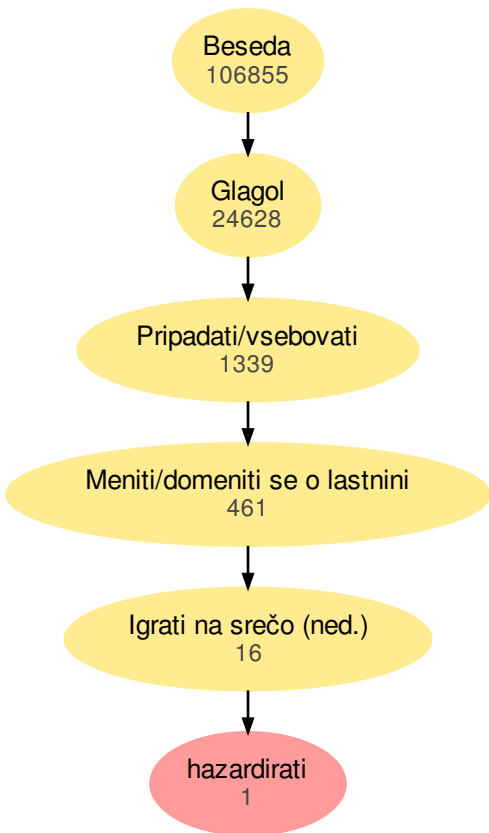 Beseda
106855
Glagol
24628
Pripadati/vsebovati
1339
Meniti/domeniti se o lastnini
461
Igrati na srečo (ned.)
16
hazardirati
1